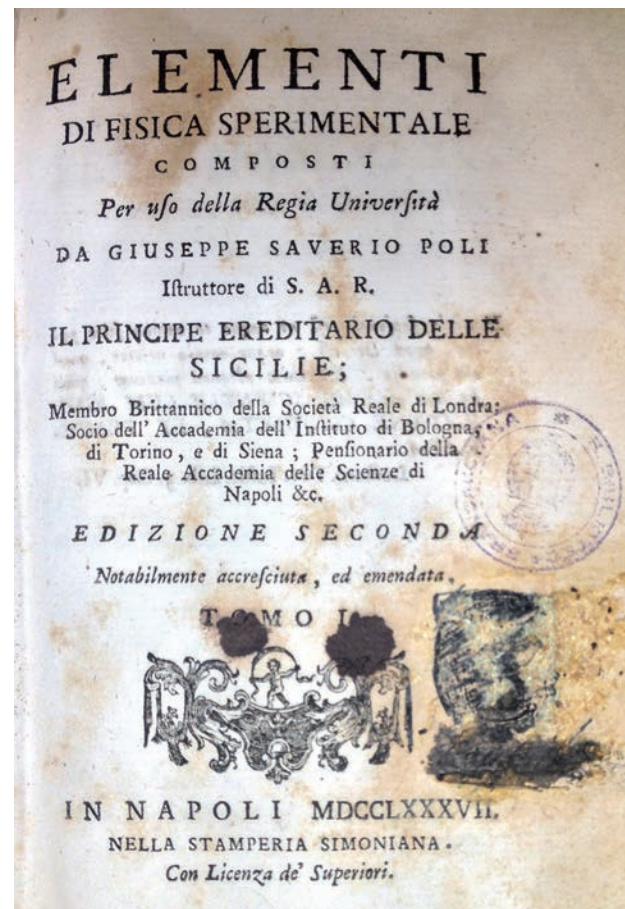 ELEMENTI
DI FISICA SPERIMENTALE
COMPOSTI
Per uſo della Regia Univerſità
DA GIUSEPPE SAVERIO POLI
Iſtruttore di S. A. R.
IL PRINCIPE EREDITARIO DELLE
SICILIE;
Membro Brittannico della Società Reale di Londra;
Socio dell' Accademia dell' Inſtituto di Bologna,
di Torino, e di Siena; Penſionario della
Reale Accademia delle Scienze di
Napoli &c.
EDIZIONE SECONDA
Notabilmente accreſciuta, ed emendata.
TOMO I
IN NAPOLI MDCCLXXXVII.
NELLA STAMPERIA SIMONIANA.
Con Licenza de' Superiori.